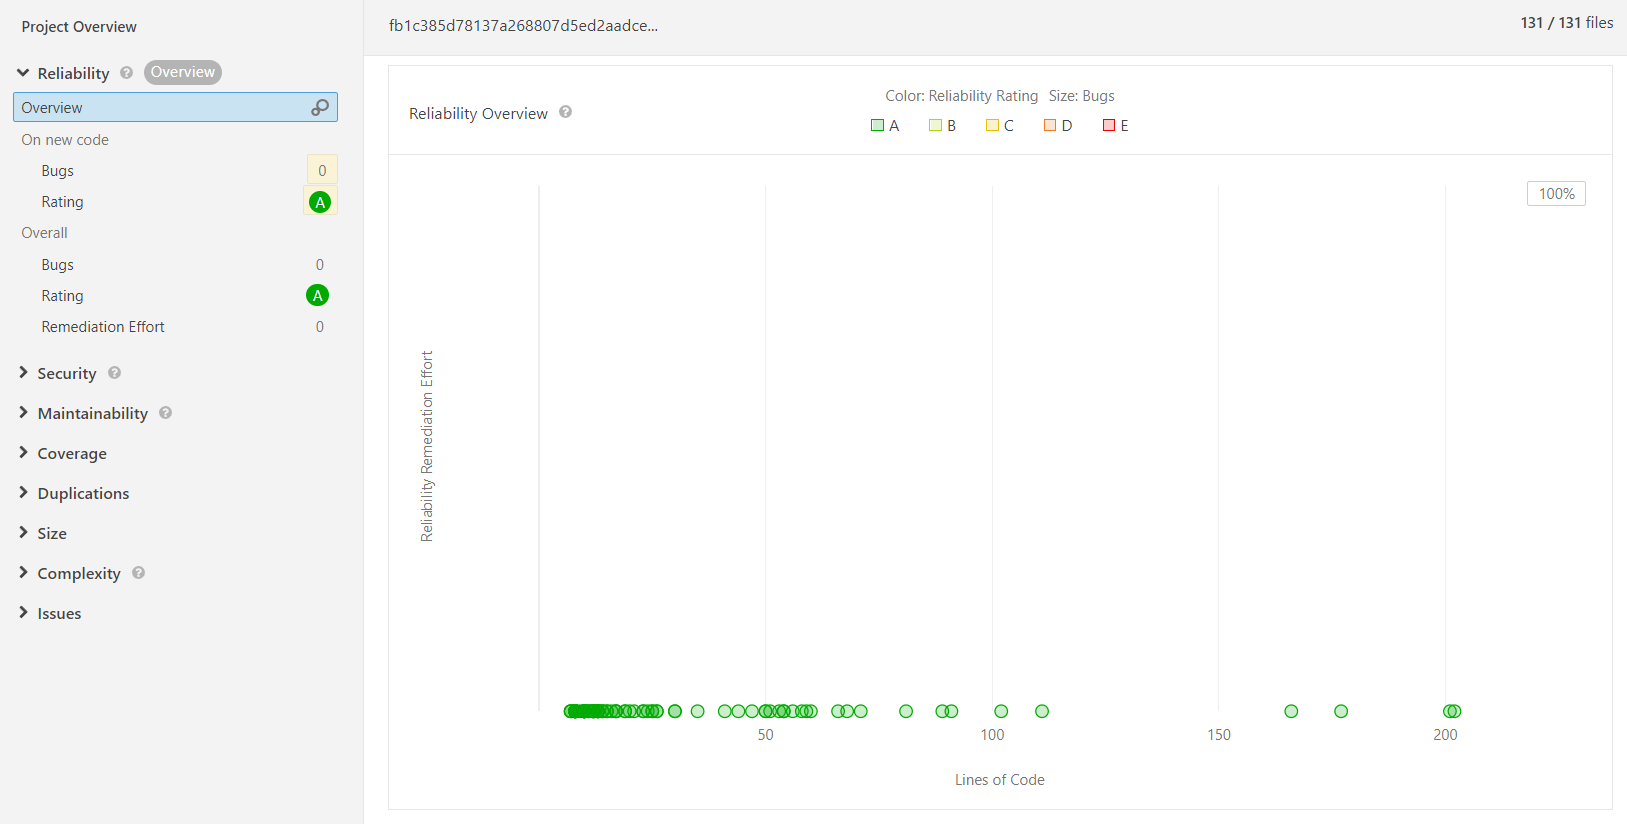 Project Overview
Reliability Overview
Overview
On new code
Bugs 0
Rating A
Overall
Bugs 0
Rating A
Remediation Effort 0
Security
Maintainability
Coverage
Duplications
Size
Complexity
Issues
fb1c385d78137a268807d5ed2aadce...
131 / 131 files
Reliability Overview
Color: Reliability Rating Size: Bugs
A B C D E
100%
Reliability Remediation Effort
50 100 150 200
Lines of Code